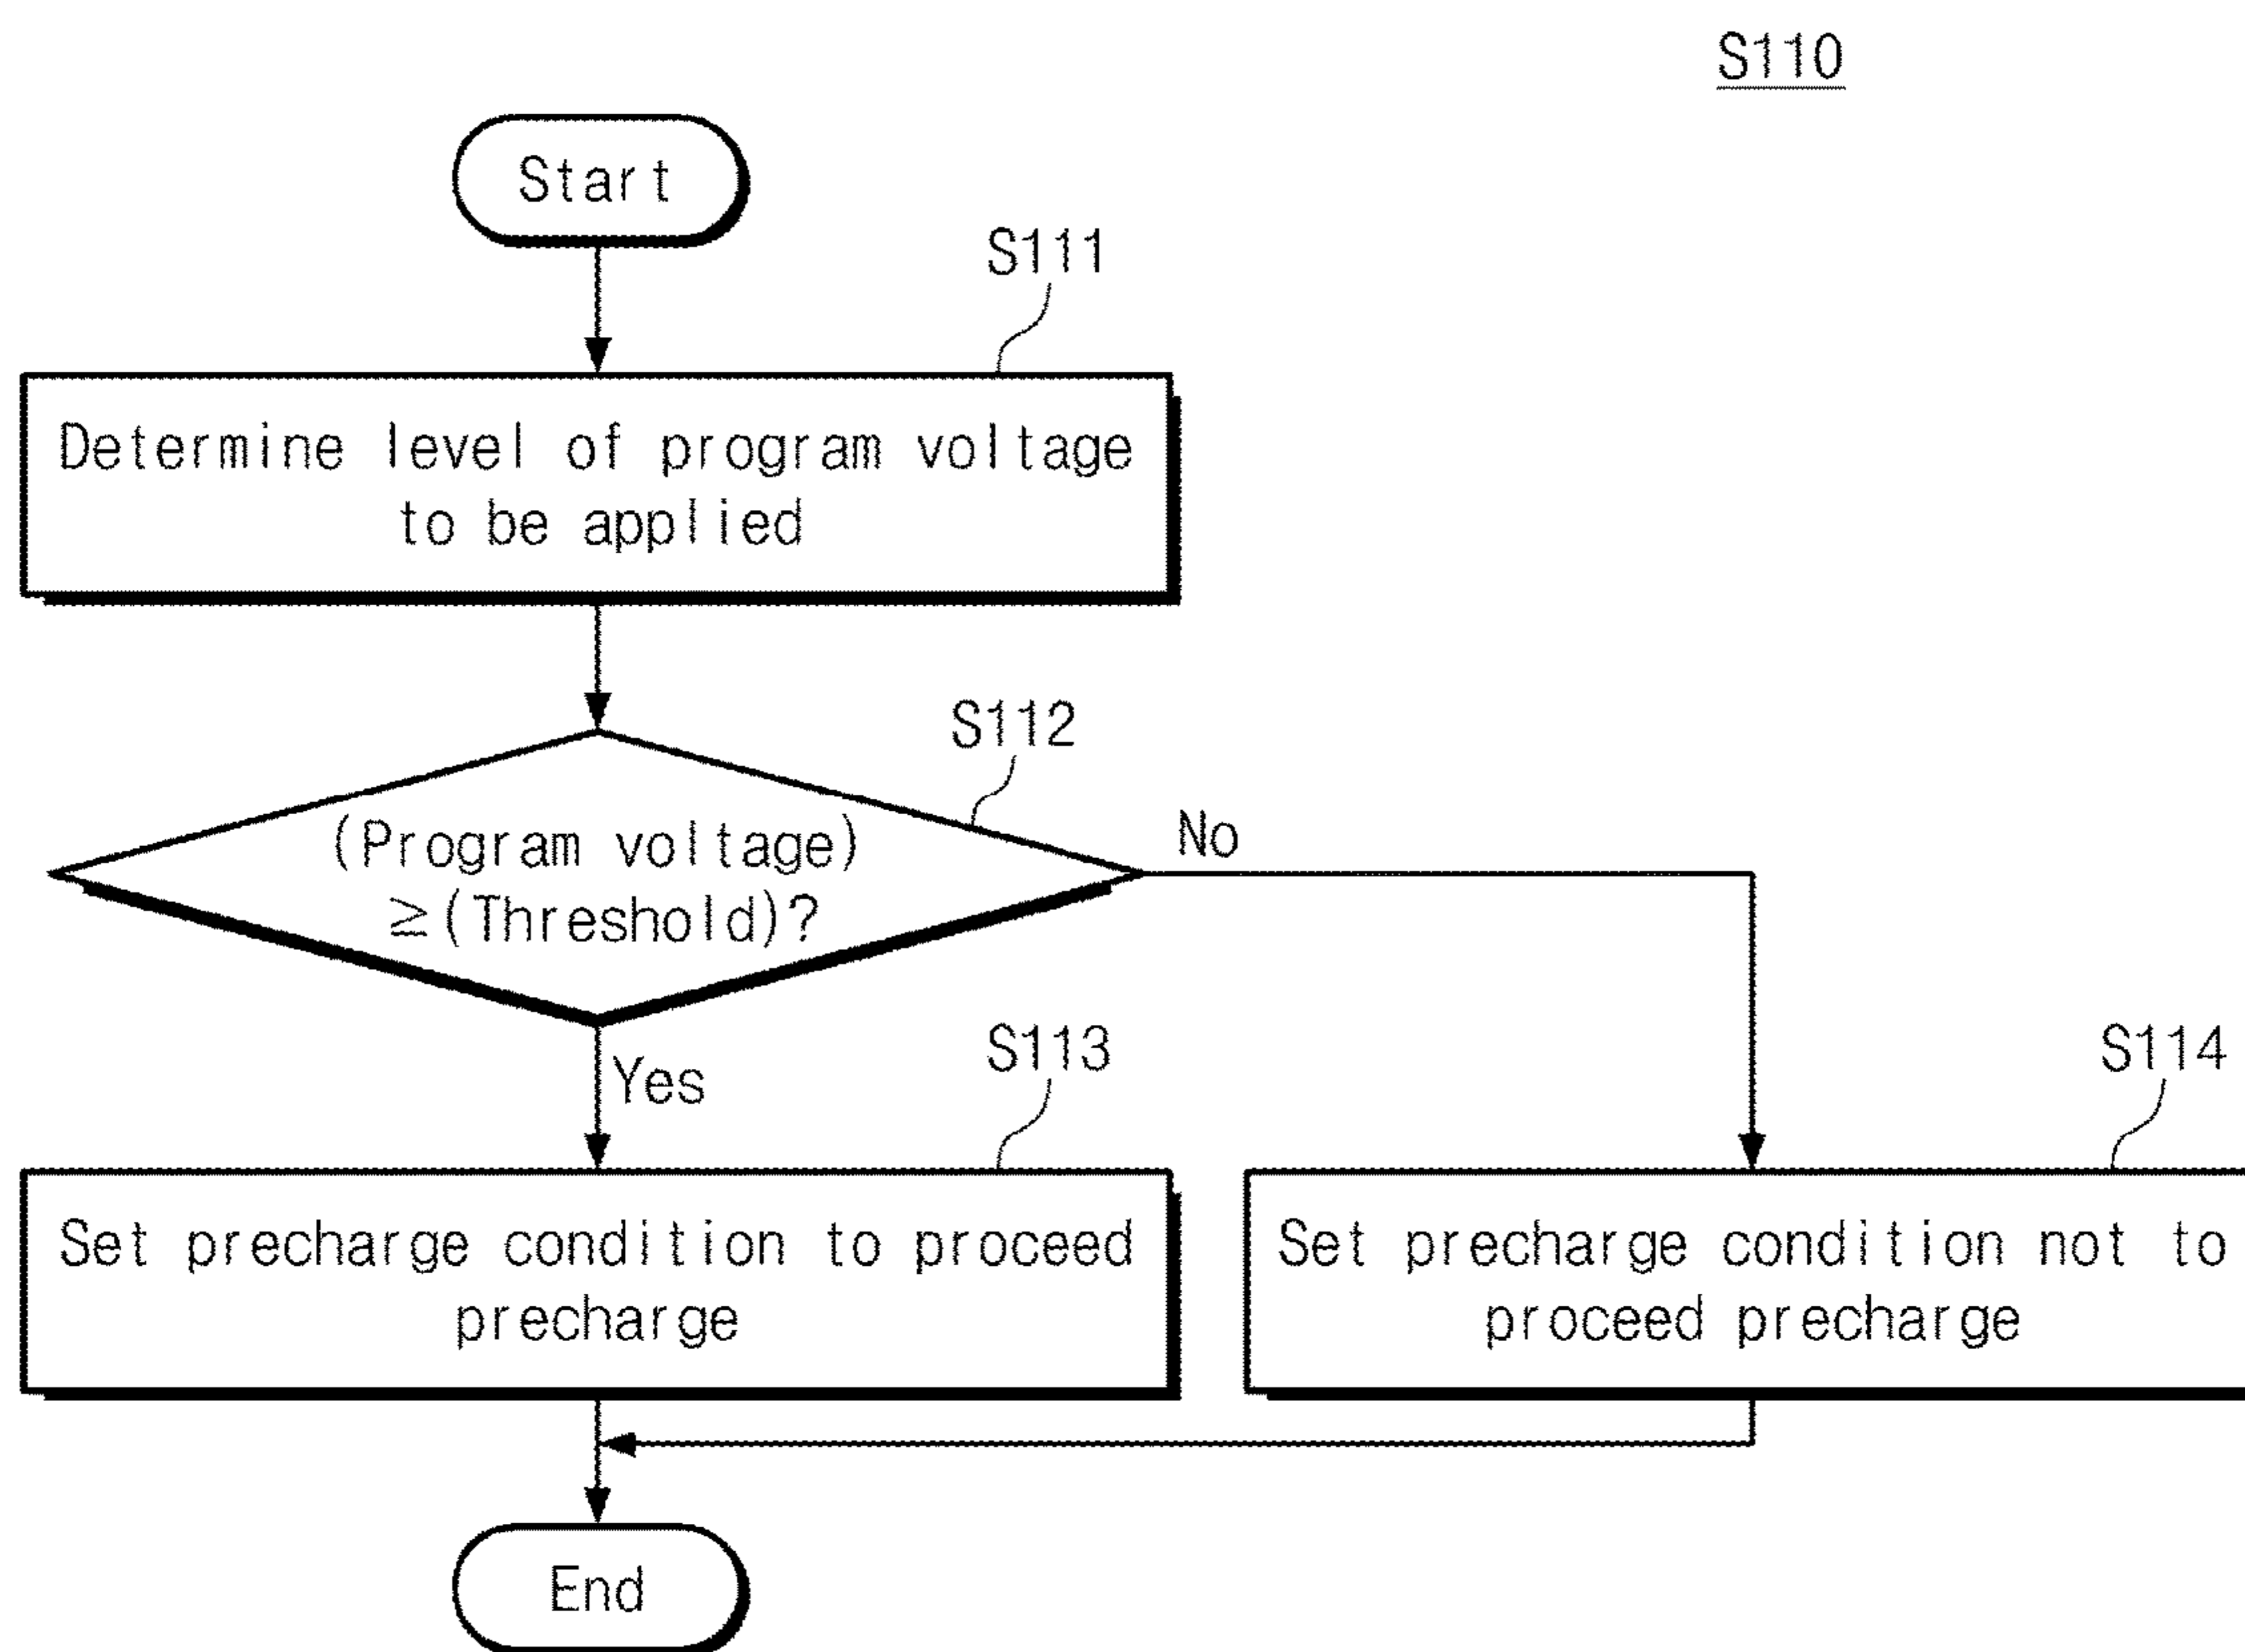 S110
Start
S111
Determine level of program voltage
to be applied
S112
(Program voltage)
≥(Threshold)?
No
Yes
S113
S114
Set precharge condition to proceed
precharge
Set precharge condition not to
proceed precharge
End